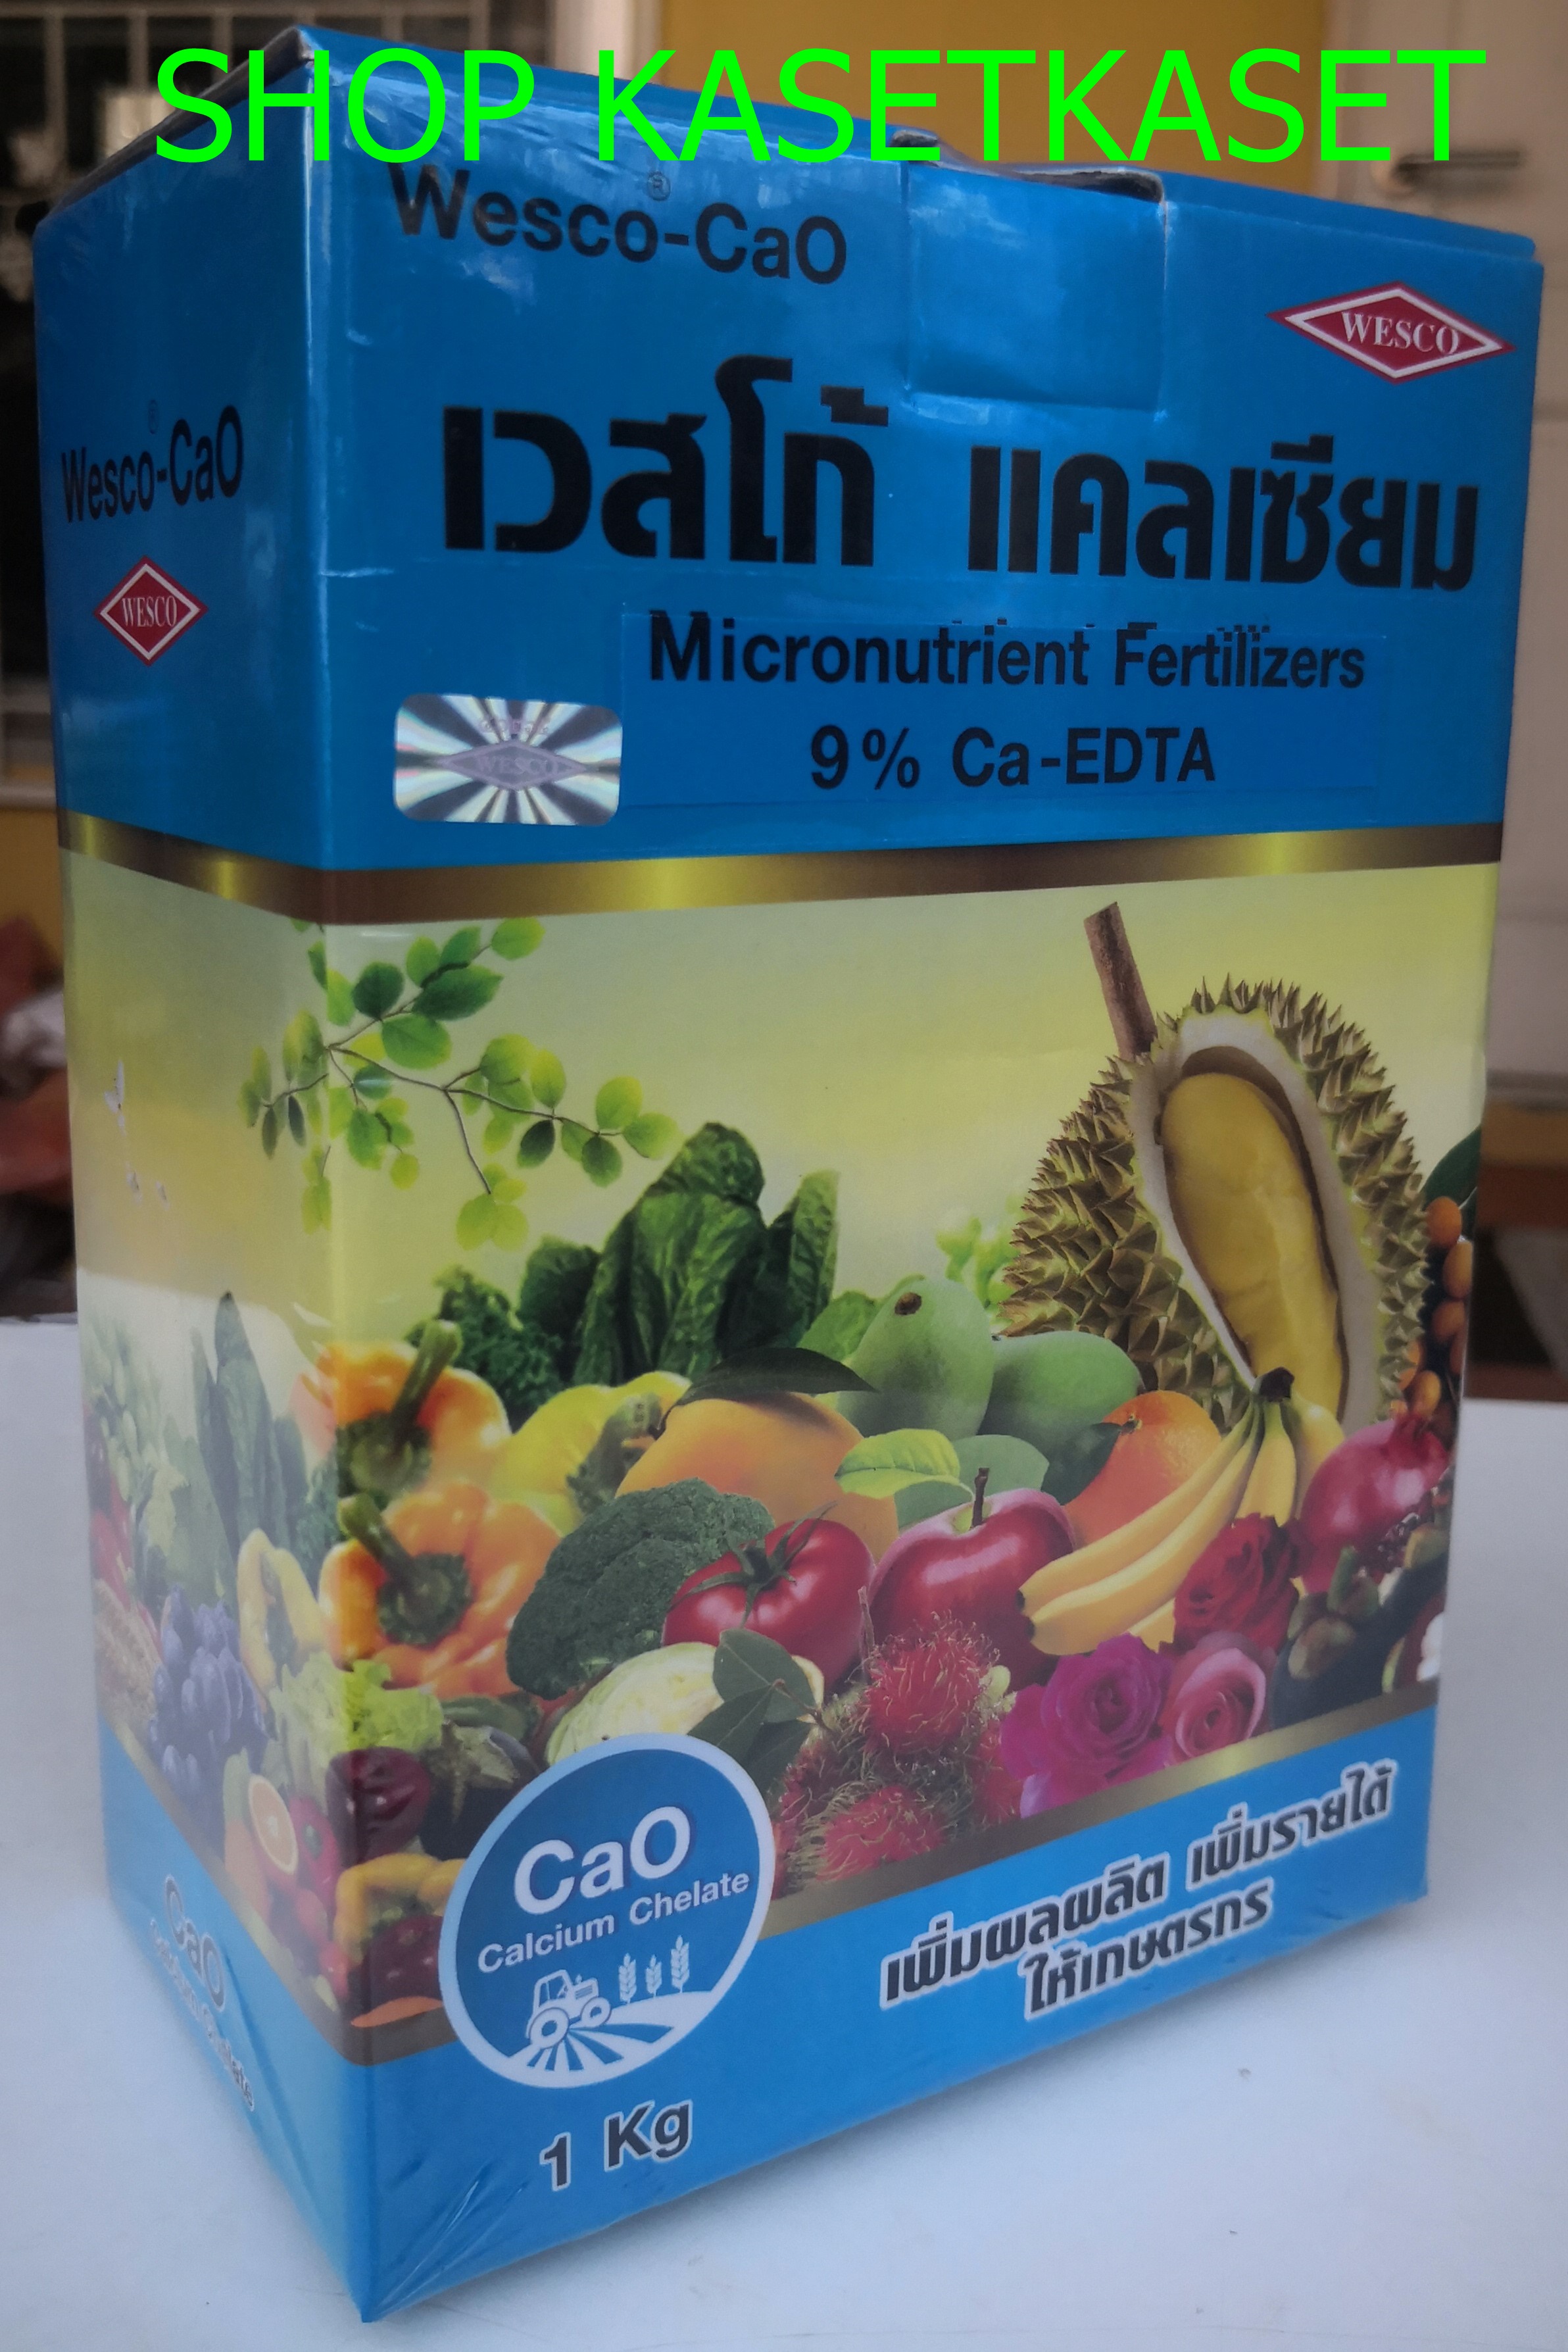 SHOP KASETKASET
Wesco®-CaO
WESCO
เวสโก้ แคลเซียม
Micronutrient Fertilizers
9% Ca-EDTA
WESCO
CaO
Calcium Chelate
เพิ่มผลผลิต เพิ่มรายได้
ให้เกษตรกร
1 Kg
Wesco®-CaO
WESCO
CaO